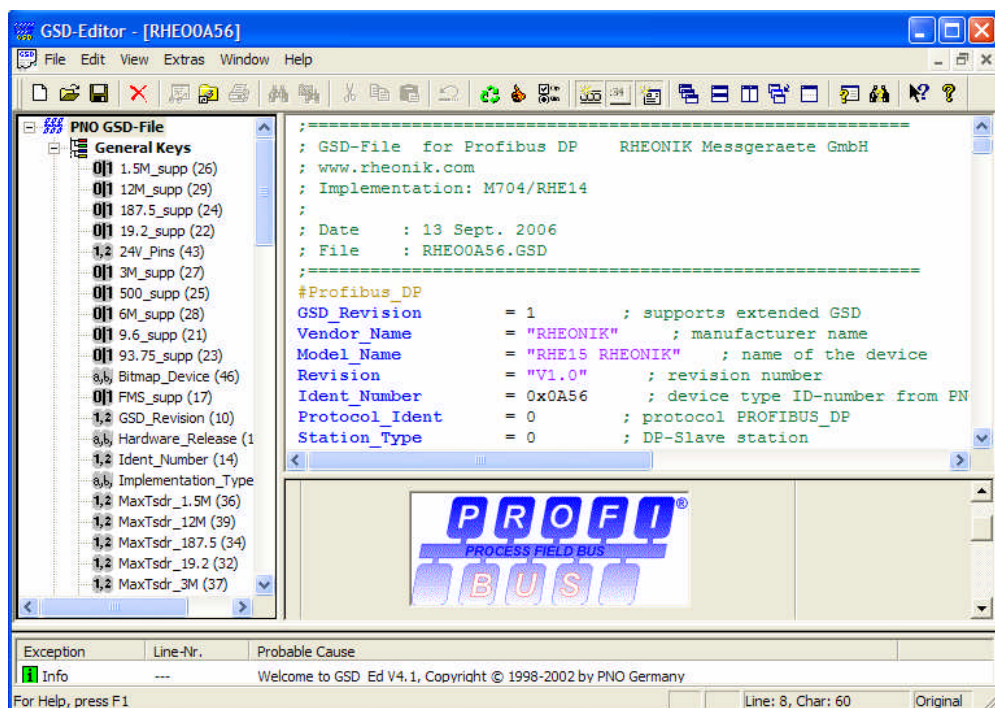 GSD-Editor - [RHEO0A56]
File Edit View Extras Window Help
PNO GSD-File
General Keys
0|1 1.5M_supp (26)
0|1 12M_supp (29)
0|1 187.5_supp (24)
0|1 19.2_supp (22)
1,2 24V_Pins (43)
0|1 3M_supp (27)
0|1 500_supp (25)
0|1 6M_supp (28)
0|1 9.6_supp (21)
0|1 93.75_supp (23)
a,b, Bitmap_Device (46)
0|1 FMS_supp (17)
1,2 GSD_Revision (10)
a,b, Hardware_Release (1
1,2 Ident_Number (14)
a,b, Implementation_Type
1,2 MaxTsdr_1.5M (36)
1,2 MaxTsdr_12M (39)
1,2 MaxTsdr_187.5 (34)
1,2 MaxTsdr_19.2 (32)
1,2 MaxTsdr_3M (37)
;==========================================================
; GSD-File for Profibus DP RHEONIK Messgeraete GmbH
; www.rheonik.com
; Implementation: M704/RHE14
;
; Date : 13 Sept. 2006
; File : RHEO0A56.GSD
;===========================================================
#Profibus_DP
GSD_Revision = 1 ; supports extended GSD
Vendor_Name = "RHEONIK" ; manufacturer name
Model_Name = "RHE15 RHEONIK" ; name of the device
Revision = "V1.0" ; revision number
Ident_Number = 0x0A56 ; device type ID-number from PN
Protocol_Ident = 0 ; protocol PROFIBUS_DP
Station_Type = 0 ; DP-Slave station
PROFI®
PROCESS FIELD BUS
BUS
Exception Line-Nr. Probable Cause
i Info --- Welcome to GSD_Ed V4.1, Copyright © 1998-2002 by PNO Germany
For Help, press F1 Line: 8, Char: 60 Original